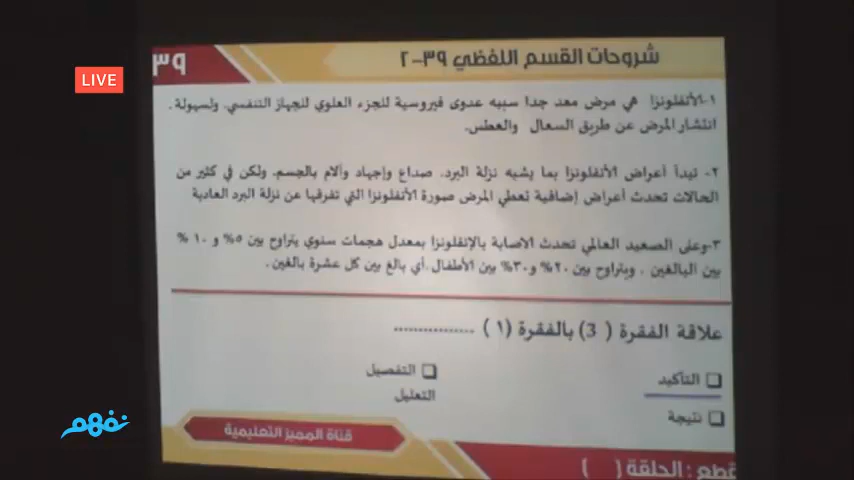 LIVE
٣٩
شروحات القسم اللفظي ٣٩-٢
١-الأنفلونزا هي مرض معد جدا سببه عدوى فيروسية للجزء العلوي للجهاز التنفسي. ولسهولة.
انتشار المرض عن طريق السعال والعطس.
٢- تبدأ أعراض الأنفلونزا بما يشبه نزلة البرد. صداع وإجهاد وآلام بالجسم. ولكن في كثير من
الحالات تحدث أعراض إضافية تعطي المرض صورة الأنفلونزا التي تفرقها عن نزلة البرد العادية
٣-وعلى الصعيد العالمي تحدث الاصابة بالإنفلونزا بمعدل هجمات سنوي يتراوح بين ٥% و ١٠ %
بين البالغين . ويتراوح بين ٢٠% و٣٠% بين الأطفال .أي بالغ بين كل عشرة بالغين.
علاقة الفقرة ( 3) بالفقرة (١ ) ................
التأكيد
التفصيل
التعليل
نتيجة
قناة المميز التعليمية
قطع : الحلقة ( )
نفهم